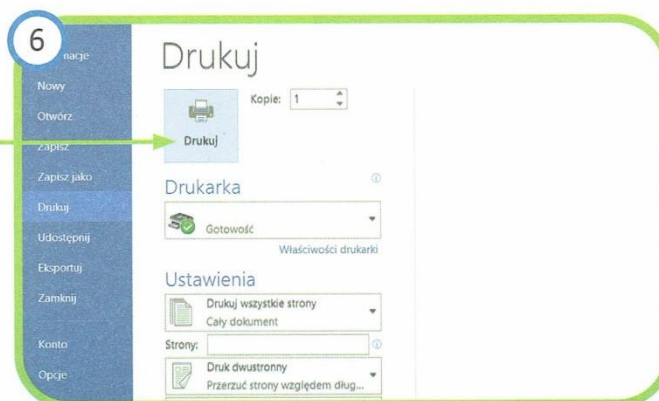 6
macje
Nowy
Otwórz
Zapisz
Zapisz jako
Drukuj
Udostępnij
Eksportuj
Zamknij
Konto
Opcje
Drukuj
Kopie: 1
Drukuj
Drukarka
Gotowość
Właściwości drukarki
Ustawienia
Drukuj wszystkie strony
Cały dokument
Strony:
Druk dwustronny
Przerzuć strony względem dług...